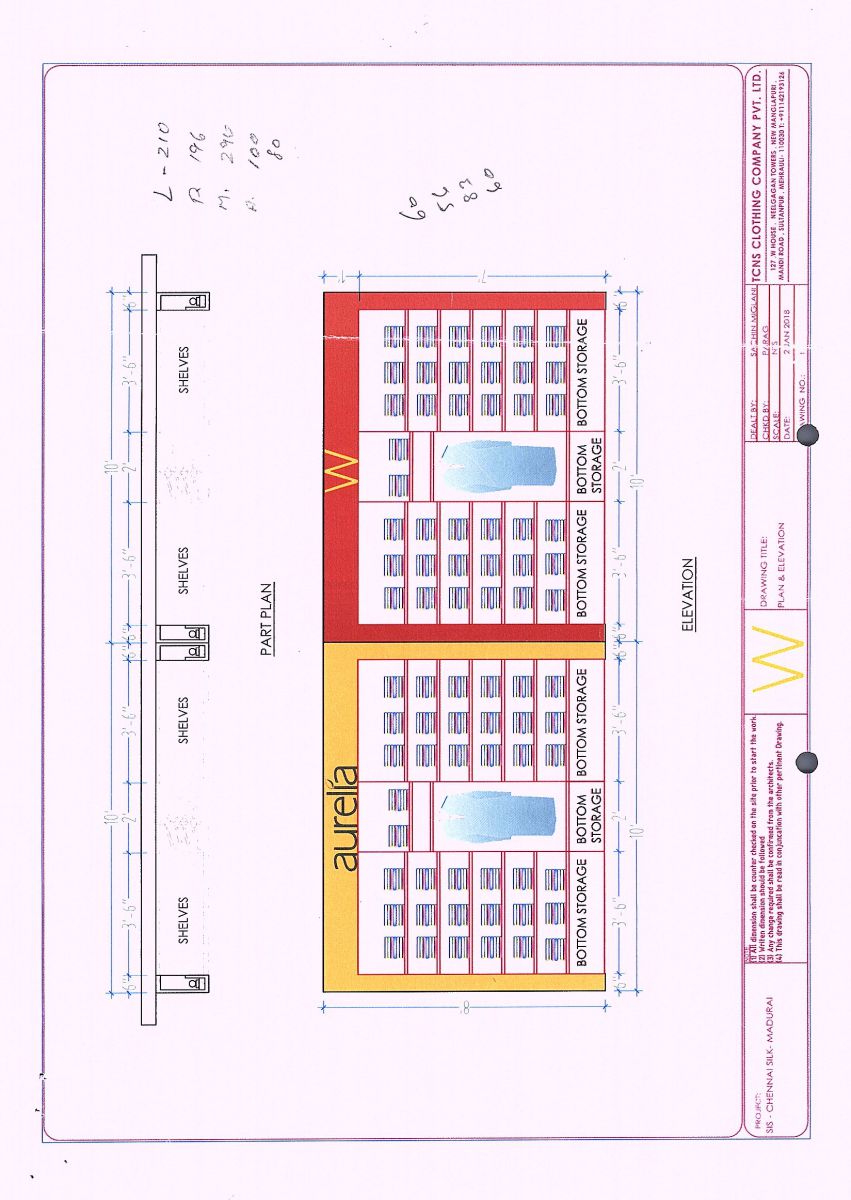 L - 210
R 196
M. 290
100
80
60
54
83
60
10'
10'
6"
3'-6"
2'
3'-6"
6"
6"
3'-6"
2'
3'-6"
6"
SHELVES
SHELVES
SHELVES
SHELVES
PART PLAN
aurelia
W
1'
7'
8'
BOTTOM STORAGE
BOTTOM STORAGE
BOTTOM STORAGE
BOTTOM STORAGE
BOTTOM STORAGE
BOTTOM STORAGE
6"
3'-6"
2'
3'-6"
6"
6"
3'-6"
2'
3'-6"
6"
10'
10'
ELEVATION
PROJECT:
SIS - CHENNAI SILK- MADURAI
NOTE
(1) All dimension shall be counter checked on the site prior to start the work.
(2) Writen dimension should be followed
(3) Any change required shall be confirmed from the architects.
(4) This drawing shall be read in conjuncation with other pertinent Drawing.
W
DRAWING TITLE:
PLAN & ELEVATION
DEALT BY: SACHIN MIGLANI
CHKD BY: PARAG
SCALE: NTS
DATE: 2 JAN 2018
WING NO.: 1
TCNS CLOTHING COMPANY PVT. LTD.
127, W HOUSE, NEELGAGAN TOWERS, NEW MANGLAPURI,
MANDI ROAD, SULTANPUR, MEHRAULI- 110030 T: +911142193126